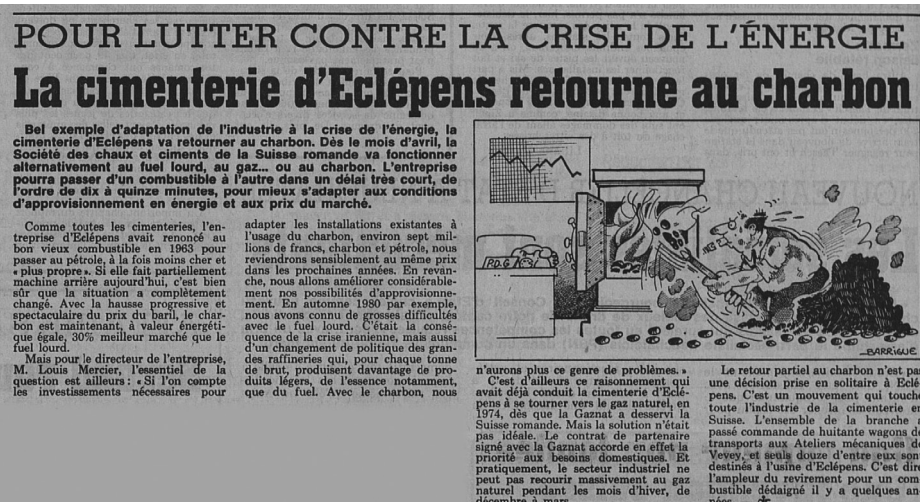 POUR LUTTER CONTRE LA CRISE DE L'ÉNERGIE
La cimenterie d'Eclépens retourne au charbon
Bel exemple d'adaptation de l'industrie à la crise de l'énergie, la
cimenterie d'Eclépens va retourner au charbon. Dès le mois d'avril, la
Société des chaux et ciments de la Suisse romande va fonctionner
alternativement au fuel lourd, au gaz... ou au charbon. L'entreprise
pourra passer d'un combustible à l'autre dans un délai très court, de
l'ordre de dix à quinze minutes, pour mieux s'adapter aux conditions
d'approvisionnement en énergie et aux prix du marché.
Comme toutes les cimenteries, l'en-
treprise d'Eclépens avait renoncé au
bon vieux combustible en 1963 pour
passer au pétrole, à la fois moins cher et
« plus propre ». Si elle fait partiellement
machine arrière aujourd'hui, c'est bien
sûr que la situation a complètement
changé. Avec la hausse progressive et
spectaculaire du prix du baril, le char-
bon est maintenant, à valeur énergéti-
que égale, 30% meilleur marché que le
fuel lourd.
Mais pour le directeur de l'entreprise,
M. Louis Mercier, l'essentiel de la
question est ailleurs : « Si l'on compte
les investissements nécessaires pour
adapter les installations existantes à
l'usage du charbon, environ sept mil-
lions de francs, charbon et pétrole, nous
reviendrons sensiblement au même prix
dans les prochaines années. En revan-
che, nous allons améliorer considérable-
ment nos possibilités d'approvisionne-
ment. En automne 1980 par exemple,
nous avons connu de grosses difficultés
avec le fuel lourd. C'était la consé-
quence de la crise iranienne, mais aussi
d'un changement de politique des gran-
des raffineries qui, pour chaque tonne
de brut, produisent davantage de pro-
duits légers, de l'essence notamment,
que du fuel. Avec le charbon, nous
P.D.G
BARRIGUE
n'aurons plus ce genre de problèmes. »
C'est d'ailleurs ce raisonnement qui
avait déjà conduit la cimenterie d'Eclé-
pens à se tourner vers le gaz naturel, en
1974, dès que la Gaznat a desservi la
Suisse romande. Mais la solution n'était
pas idéale. Le contrat de partenaire
signé avec la Gaznat accorde en effet la
priorité aux besoins domestiques. Et
pratiquement, le secteur industriel ne
peut pas recourir massivement au gaz
naturel pendant les mois d'hiver, de
décembre à mars.
Le retour partiel au charbon n'est pas
une décision prise en solitaire à Eclé-
pens. C'est un mouvement qui touche
toute l'industrie de la cimenterie en
Suisse. L'ensemble de la branche a
passé commande de huitante wagons de
transports aux Ateliers mécaniques de
Vevey, et seuls douze d'entre eux sont
destinés à l'usine d'Eclépens. C'est dire
l'ampleur du revirement pour un com-
bustible dédaigné il y a quelques an-
nées.